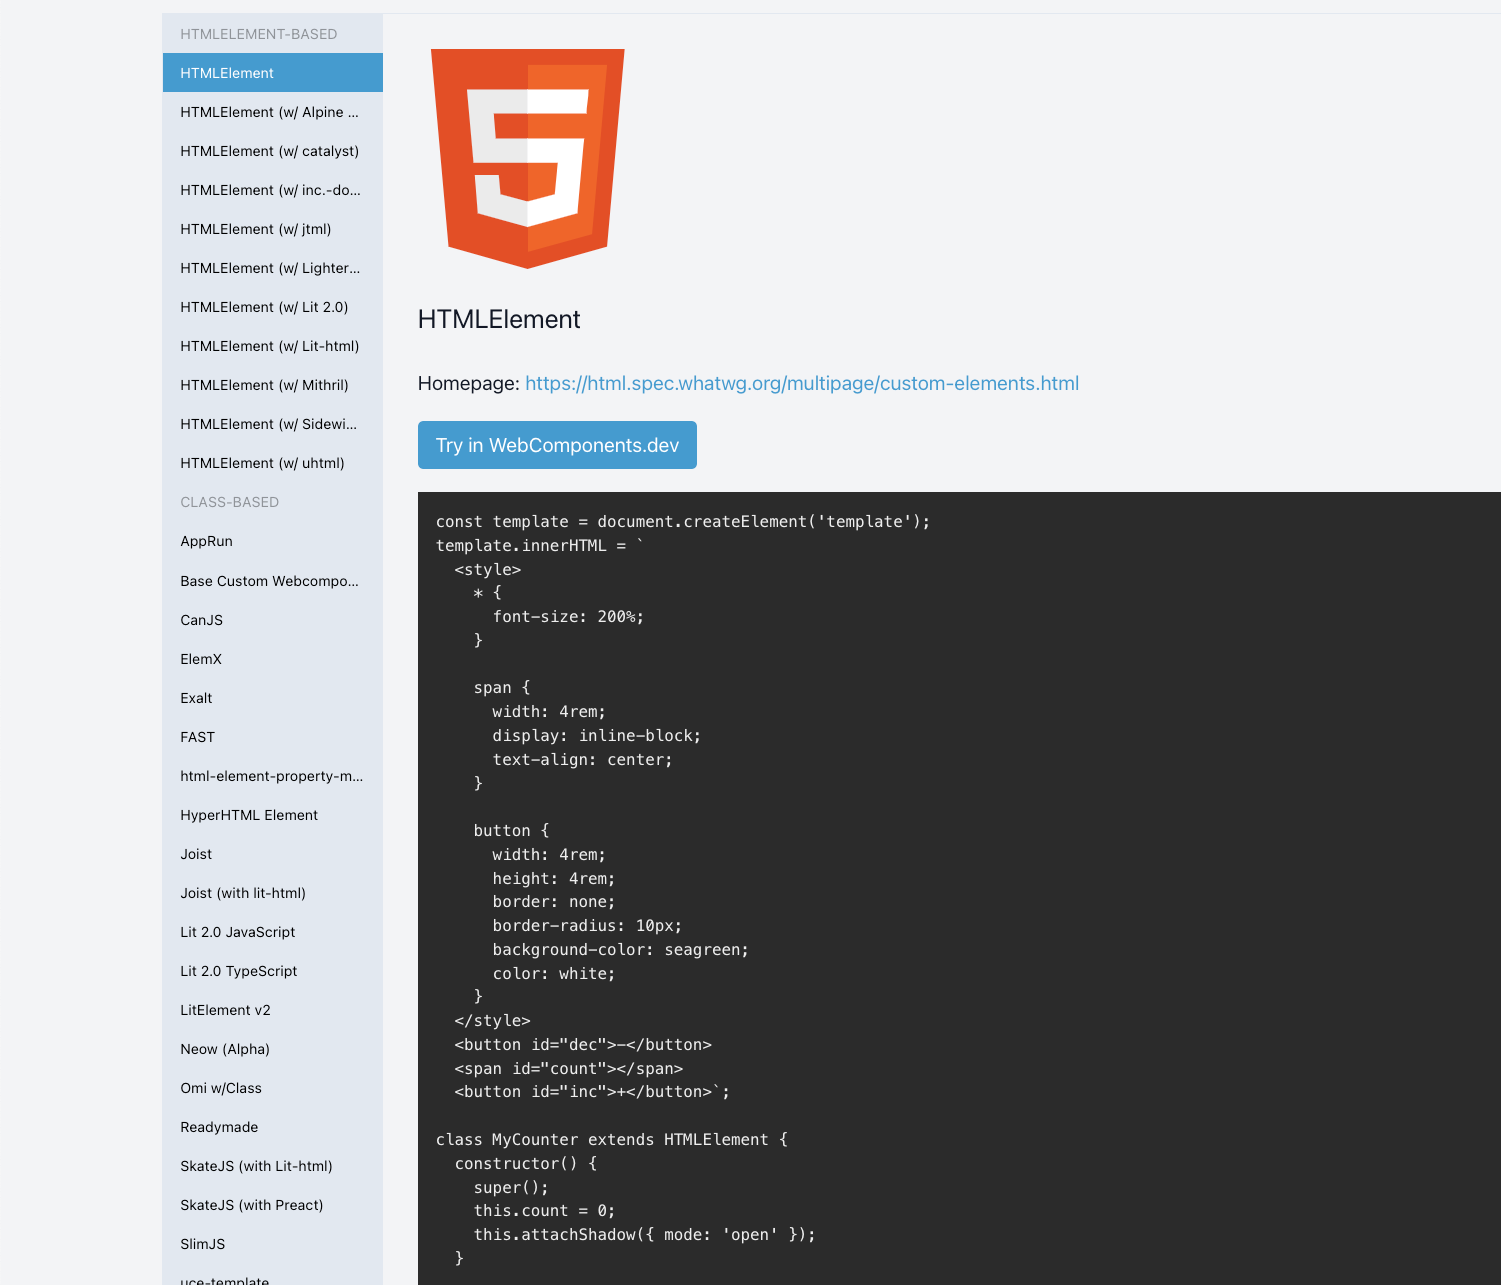 HTMLELEMENT-BASED
HTMLElement
HTMLElement (w/ Alpine ...
HTMLElement (w/ catalyst)
HTMLElement (w/ inc.-do...
HTMLElement (w/ jtml)
HTMLElement (w/ Lighter...
HTMLElement (w/ Lit 2.0)
HTMLElement (w/ Lit-html)
HTMLElement (w/ Mithril)
HTMLElement (w/ Sidewi...
HTMLElement (w/ uhtml)
CLASS-BASED
AppRun
Base Custom Webcompo...
CanJS
ElemX
Exalt
FAST
html-element-property-m...
HyperHTML Element
Joist
Joist (with lit-html)
Lit 2.0 JavaScript
Lit 2.0 TypeScript
LitElement v2
Neow (Alpha)
Omi w/Class
Readymade
SkateJS (with Lit-html)
SkateJS (with Preact)
SlimJS
uce-template
5
HTMLElement
Homepage: https://html.spec.whatwg.org/multipage/custom-elements.html
Try in WebComponents.dev
const template = document.createElement('template');
template.innerHTML = `
  <style>
    * {
      font-size: 200%;
    }

    span {
      width: 4rem;
      display: inline-block;
      text-align: center;
    }

    button {
      width: 4rem;
      height: 4rem;
      border: none;
      border-radius: 10px;
      background-color: seagreen;
      color: white;
    }
  </style>
  <button id="dec">-</button>
  <span id="count"></span>
  <button id="inc">+</button>`;

class MyCounter extends HTMLElement {
  constructor() {
    super();
    this.count = 0;
    this.attachShadow({ mode: 'open' });
  }